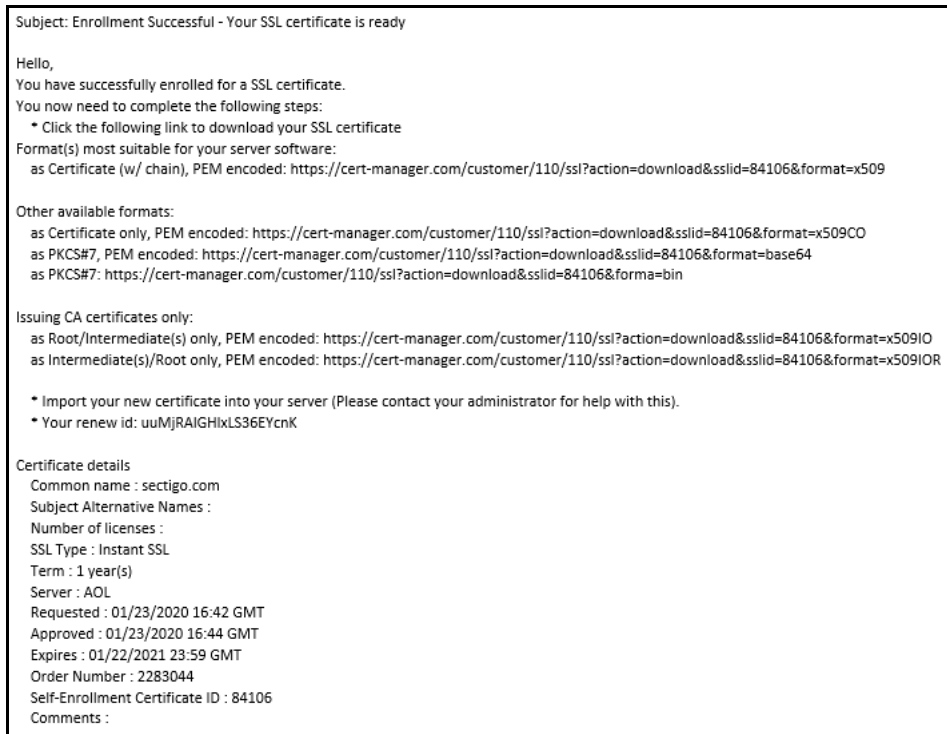 Subject: Enrollment Successful - Your SSL certificate is ready
Hello,
You have successfully enrolled for a SSL certificate.
You now need to complete the following steps:
* Click the following link to download your SSL certificate
Format(s) most suitable for your server software:
as Certificate (w/ chain), PEM encoded: https://cert-manager.com/customer/110/ssl?action=download&sslid=84106&format=x509
Other available formats:
as Certificate only, PEM encoded: https://cert-manager.com/customer/110/ssl?action=download&sslid=84106&format=x509CO
as PKCS#7, PEM encoded: https://cert-manager.com/customer/110/ssl?action=download&sslid=84106&format=base64
as PKCS#7: https://cert-manager.com/customer/110/ssl?action=download&sslid=84106&forma=bin
Issuing CA certificates only:
as Root/Intermediate(s) only, PEM encoded: https://cert-manager.com/customer/110/ssl?action=download&sslid=84106&format=x509IO
as Intermediate(s)/Root only, PEM encoded: https://cert-manager.com/customer/110/ssl?action=download&sslid=84106&format=x509IOR
* Import your new certificate into your server (Please contact your administrator for help with this).
* Your renew id: uuMjRAIGHlxLS36EYcnK
Certificate details
Common name : sectigo.com
Subject Alternative Names :
Number of licenses :
SSL Type : Instant SSL
Term : 1 year(s)
Server : AOL
Requested : 01/23/2020 16:42 GMT
Approved : 01/23/2020 16:44 GMT
Expires : 01/22/2021 23:59 GMT
Order Number : 2283044
Self-Enrollment Certificate ID : 84106
Comments :